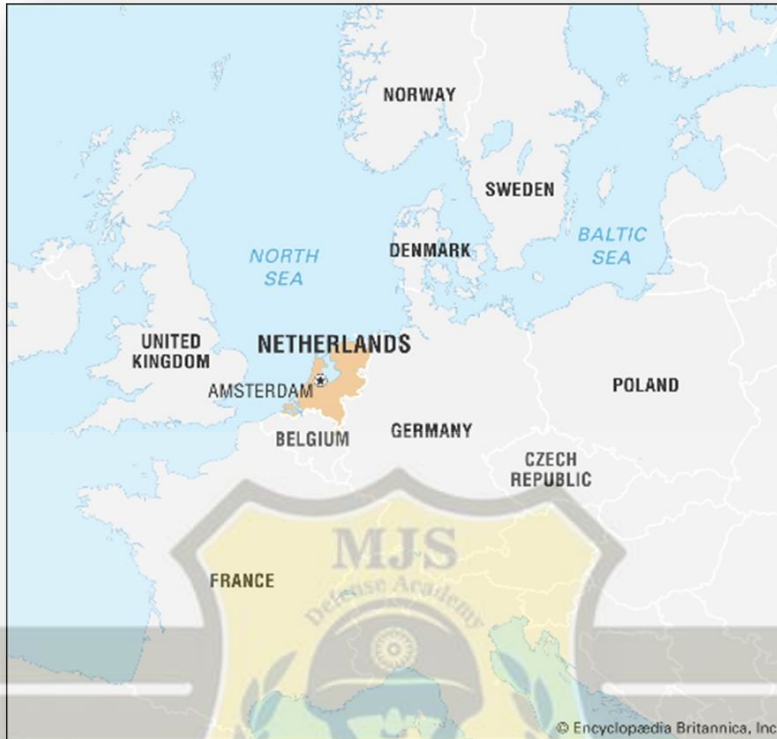 NORWAY
SWEDEN
NORTH
SEA
DENMARK
BALTIC
SEA
UNITED
KINGDOM
NETHERLANDS
AMSTERDAM
POLAND
BELGIUM
GERMANY
CZECH
REPUBLIC
MJS
Defense Academy
FRANCE
© Encyclopædia Britannica, Inc